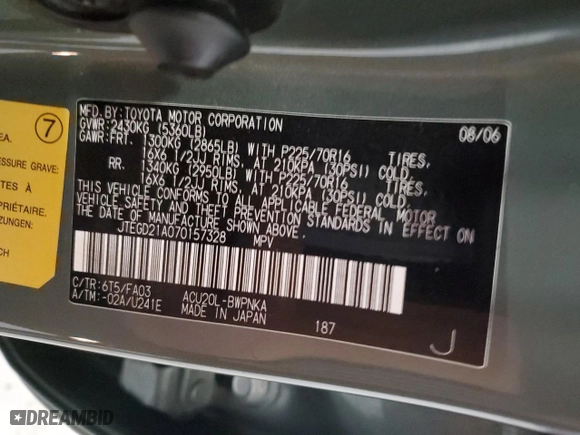 7
EA.
ESSURE GRAVE:
TES À
PRIÉTAIRE.
ZUNGEN:
CH
MFD. BY: TOYOTA MOTOR CORPORATION 08/06
GVWR: 2430KG (5360LB)
GAWR: FRT. 1300KG (2865LB) WITH P225/70R16 TIRES,
16X6 1/2JJ RIMS, AT 210KPA (30PSI) COLD,
RR. 1340KG (2950LB) WITH P225/70R16 TIRES,
16X6 1/2JJ RIMS, AT 210KPA (30PSI) COLD.
THIS VEHICLE CONFORMS TO ALL APPLICABLE FEDERAL MOTOR
VEHICLE SAFETY AND THEFT PREVENTION STANDARDS IN EFFECT ON
THE DATE OF MANUFACTURE SHOWN ABOVE.
JTEGD21A070157328 MPV
C/TR: 6T5/FA03 ACU20L-BWPNKA
A/TM: -02A/U241E MADE IN JAPAN 187 J
DREAMBID